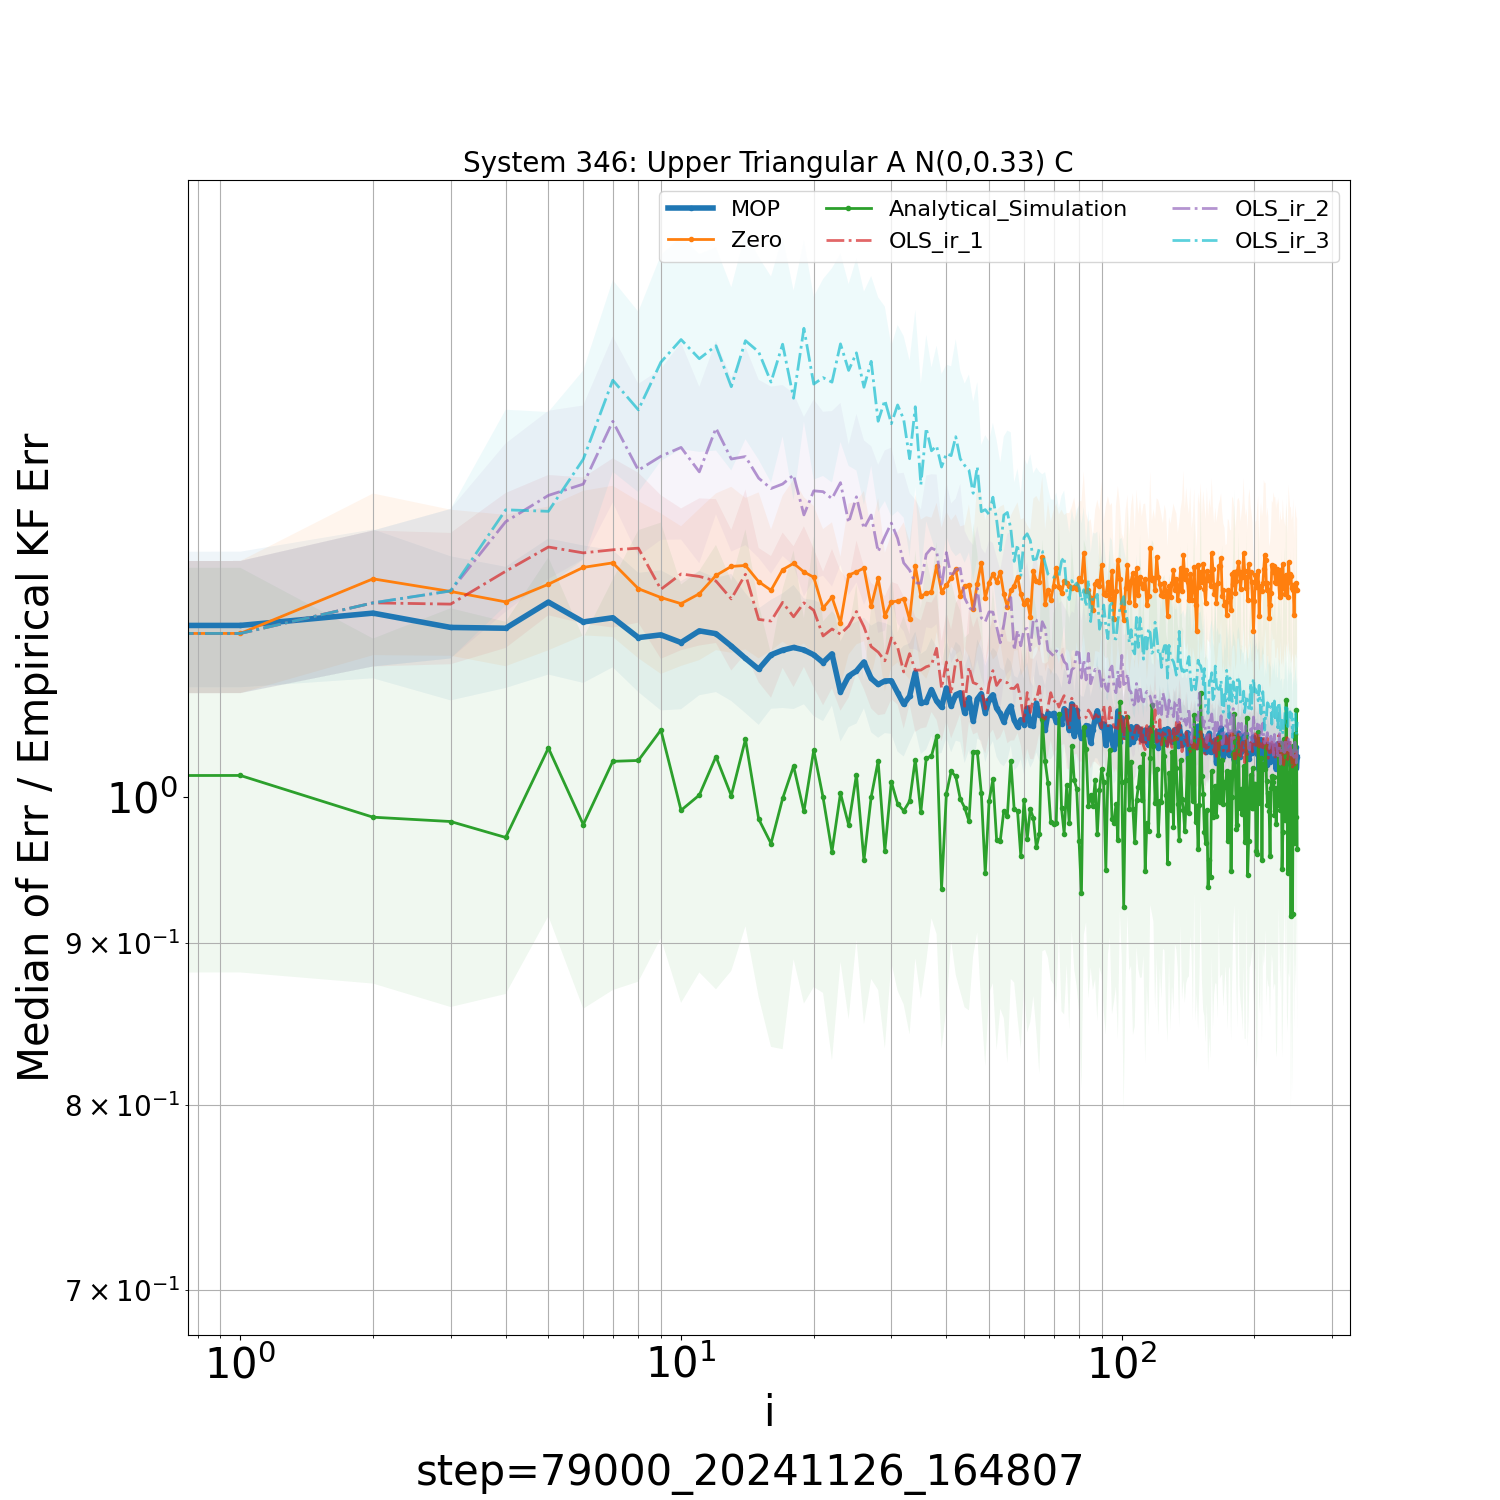 System 346: Upper Triangular A N(0,0.33) C
MOP
Zero
Analytical_Simulation
OLS_ir_1
OLS_ir_2
OLS_ir_3
Median of Err / Empirical KF Err
10⁰
9 × 10⁻¹
8 × 10⁻¹
7 × 10⁻¹
10⁰ 10¹ 10²
i
step=79000_20241126_164807